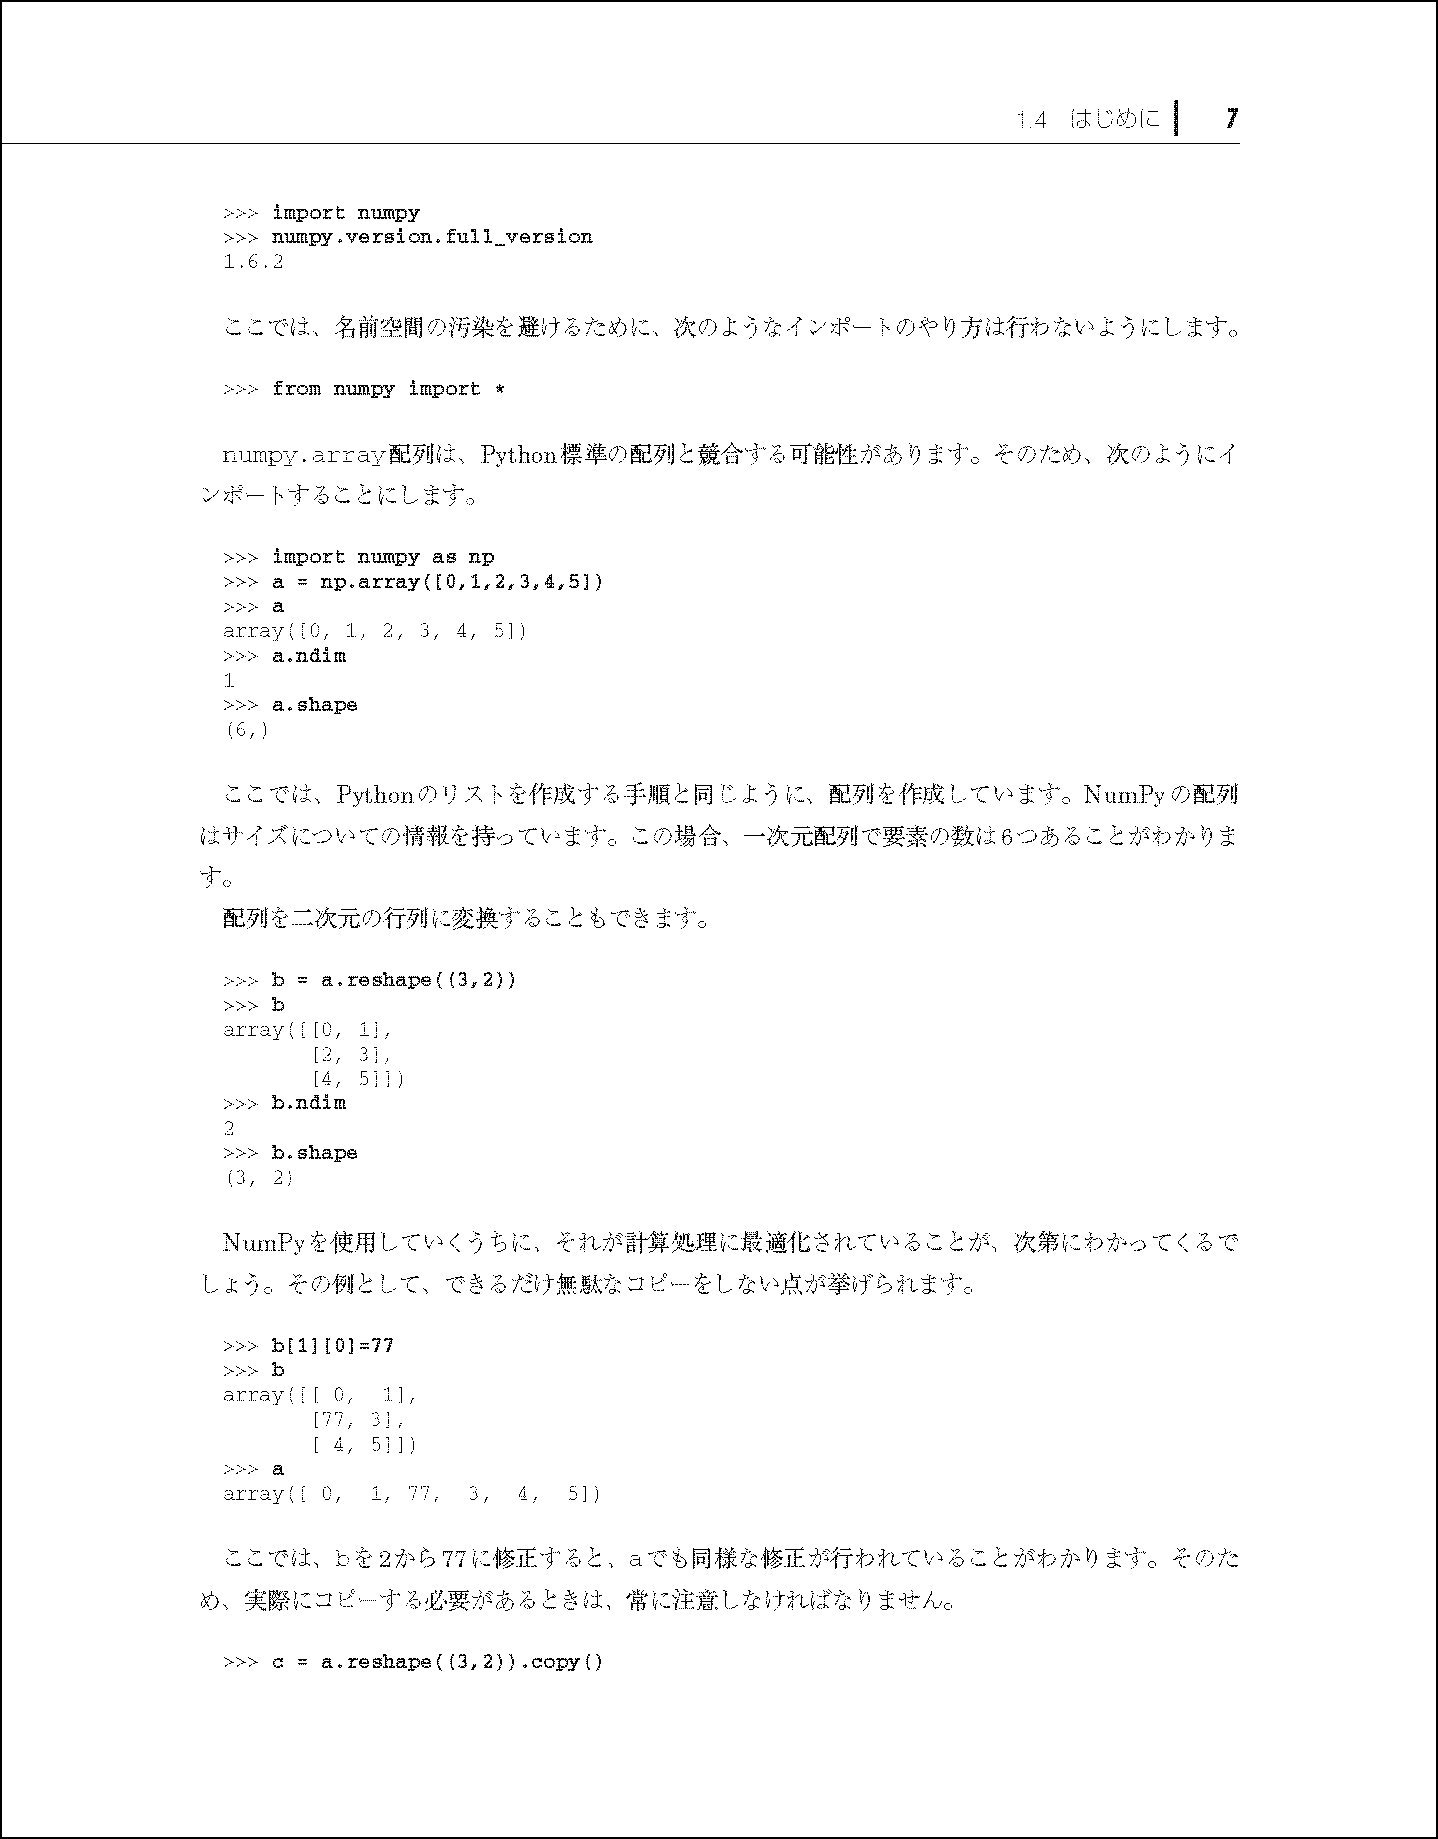 1.4 はじめに 7
>>> import numpy
>>> numpy.version.full_version
1.6.2
ここでは、名前空間の汚染を避けるために、次のようなインポートのやり方は行わないようにします。
>>> from numpy import *
numpy.array配列は、Python標準の配列と競合する可能性があります。そのため、次のようにイ
ンポートすることにします。
>>> import numpy as np
>>> a = np.array([0,1,2,3,4,5])
>>> a
array([0, 1, 2, 3, 4, 5])
>>> a.ndim
1
>>> a.shape
(6,)
ここでは、Pythonのリストを作成する手順と同じように、配列を作成しています。NumPyの配列
はサイズについての情報を持っています。この場合、一次元配列で要素の数は6つあることがわかりま
す。
配列を二次元の行列に変換することもできます。
>>> b = a.reshape((3,2))
>>> b
array([[0, 1],
       [2, 3],
       [4, 5]])
>>> b.ndim
2
>>> b.shape
(3, 2)
NumPyを使用していくうちに、それが計算処理に最適化されていることが、次第にわかってくるで
しょう。その例として、できるだけ無駄なコピーをしない点が挙げられます。
>>> b[1][0]=77
>>> b
array([[ 0,  1],
       [77, 3],
       [ 4, 5]])
>>> a
array([ 0,  1, 77,  3,  4,  5])
ここでは、bを2から77に修正すると、aでも同様な修正が行われていることがわかります。そのた
め、実際にコピーする必要があるときは、常に注意しなければなりません。
>>> c = a.reshape((3,2)).copy()